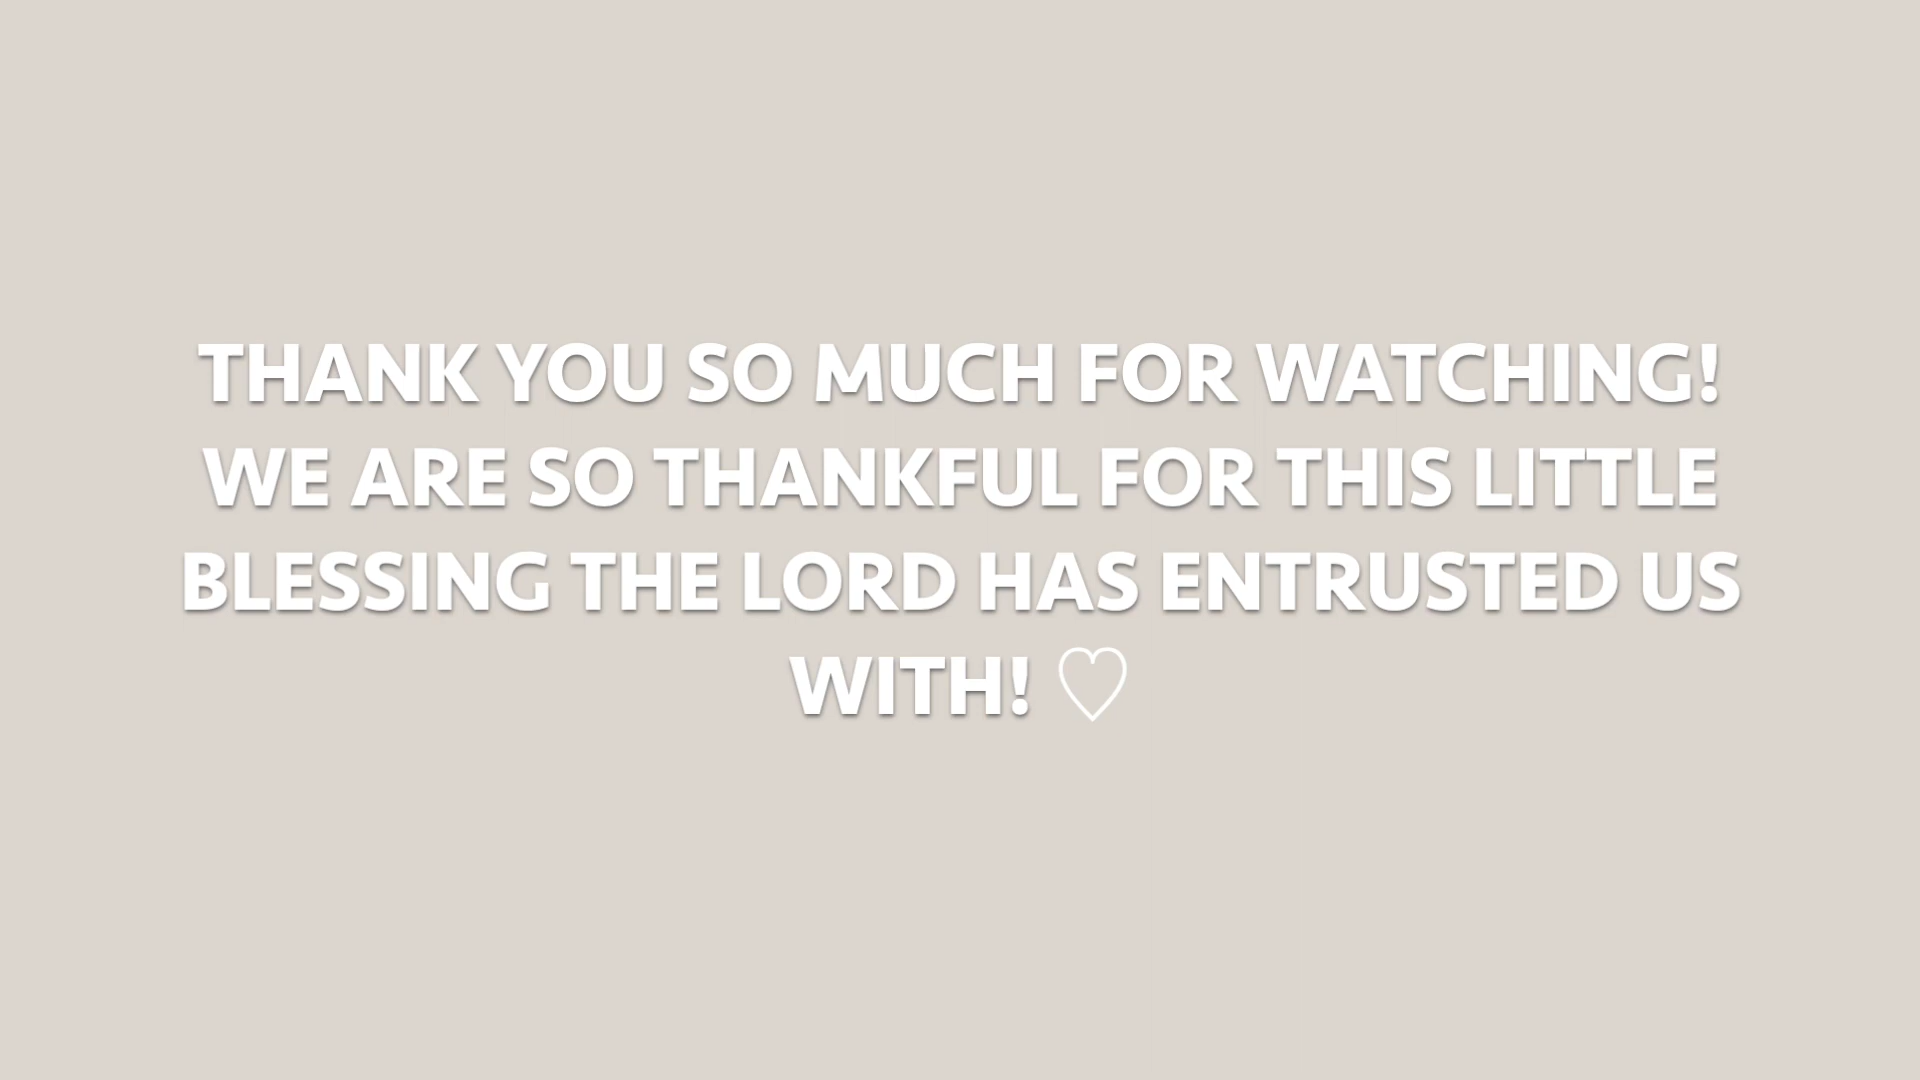 THANK YOU SO MUCH FOR WATCHING!
WE ARE SO THANKFUL FOR THIS LITTLE
BLESSING THE LORD HAS ENTRUSTED US
WITH! ♡